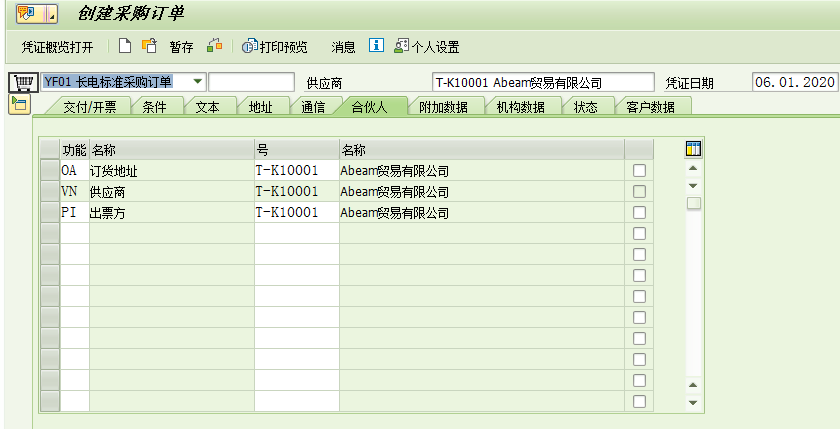 创建采购订单
凭证概览打开 暂存 打印预览 消息 个人设置
YF01 长电标准采购订单 供应商 T-K10001 Abeam贸易有限公司 凭证日期 06.01.2020
交付/开票 条件 文本 地址 通信 合伙人 附加数据 机构数据 状态 客户数据
功能 名称 号 名称
OA 订货地址 T-K10001 Abeam贸易有限公司
VN 供应商 T-K10001 Abeam贸易有限公司
PI 出票方 T-K10001 Abeam贸易有限公司